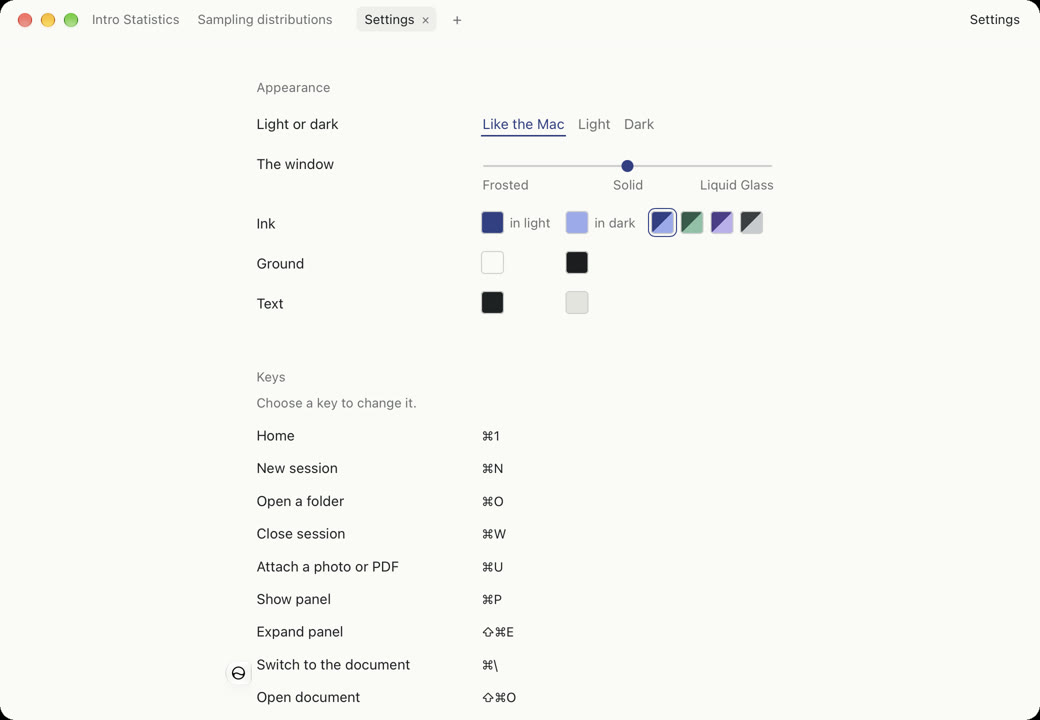 Intro Statistics Sampling distributions Settings × + Settings
Appearance
Light or dark Like the Mac Light Dark
The window
Frosted Solid Liquid Glass
Ink in light in dark
Ground
Text
Keys
Choose a key to change it.
Home ⌘1
New session ⌘N
Open a folder ⌘O
Close session ⌘W
Attach a photo or PDF ⌘U
Show panel ⌘P
Expand panel ⇧⌘E
Switch to the document ⌘\
Open document ⇧⌘O